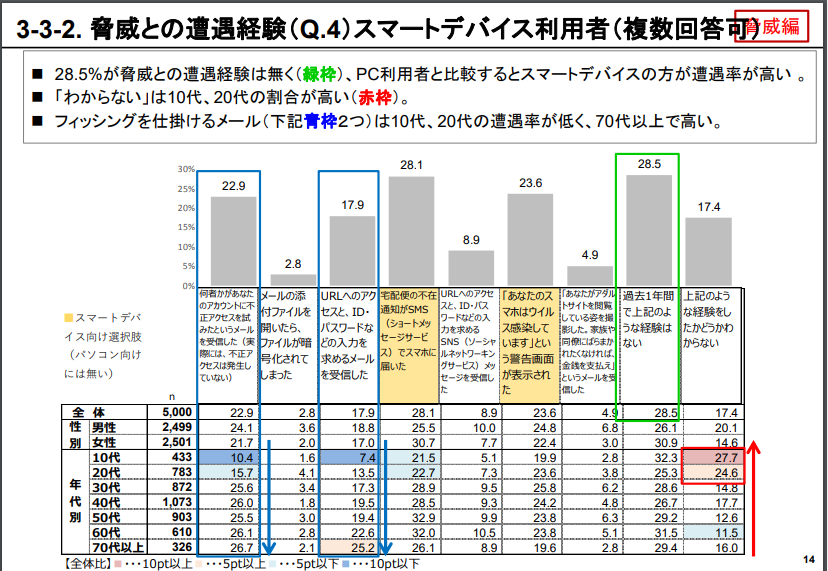 3-3-2. 脅威との遭遇経験(Q.4)スマートデバイス利用者(複数回答可)
脅威編
■ 28.5%が脅威との遭遇経験は無く(緑枠)、PC利用者と比較するとスマートデバイスの方が遭遇率が高い 。
■ 「わからない」は10代、20代の割合が高い(赤枠)。
■ フィッシングを仕掛けるメール(下記青枠2つ)は10代、20代の遭遇率が低く、70代以上で高い。
30%
25%
20%
15%
10%
5%
0%
22.9
2.8
17.9
28.1
8.9
23.6
4.9
28.5
17.4
■スマートデバ
イス向け選択肢
(パソコン向け
には無い)
何者かがあなた
のアカウントに不
正アクセスを試
みたというメール
を受信した(実
際には、不正ア
クセスは発生し
ていない)
メールの添
付ファイルを
開いたら、
ファイルが暗
号化されて
しまった
URLへのアク
セスと、ID・
パスワードな
どの入力を
求めるメール
を受信した
宅配便の不在
通知がSMS
(ショートメッ
セージサービ
ス)でスマホに
届いた
URLへのアクセ
スと、ID・パス
ワードなどの入
力を求める
SNS(ソーシャ
ルネットワーキン
グサービス)メッ
セージを受信し
た
「あなたのス
マホはウイルス
感染してい
ます」とい
う警告画面
が表示され
た
「あなたがアダル
トサイトを閲覧
している姿を撮
影した。家族や
同僚にばらまか
れたくなければ、
金銭を支払え」
というメールを受
信した
過去1年間
で上記のよ
うな経験は
ない
上記のよう
な経験をし
たかどうかわ
からない
n
全 体 5,000 22.9 2.8 17.9 28.1 8.9 23.6 4.9 28.5 17.4
性別
男性 2,499 24.1 3.6 18.8 25.5 10.0 24.8 6.8 26.1 20.1
女性 2,501 21.7 2.0 17.0 30.7 7.7 22.4 3.0 30.9 14.6
年代別
10代 433 10.4 1.6 7.4 21.5 5.1 19.9 2.8 32.3 27.7
20代 783 15.7 4.1 13.5 22.7 7.3 23.6 3.8 25.3 24.6
30代 872 25.6 3.4 17.3 28.9 9.5 25.8 6.2 28.6 14.8
40代 1,073 26.0 1.8 19.5 28.5 9.3 24.2 4.8 26.7 17.7
50代 903 25.5 3.0 19.4 32.9 9.9 23.8 6.3 29.2 12.6
60代 610 26.1 2.8 22.6 32.0 10.5 23.8 5.1 31.5 11.5
70代以上 326 26.7 2.1 25.2 26.1 8.9 19.6 2.8 29.4 16.0
【全体比】■・・・10pt以上 ■・・・5pt以上 ■・・・5pt以下 ■・・・10pt以下
14